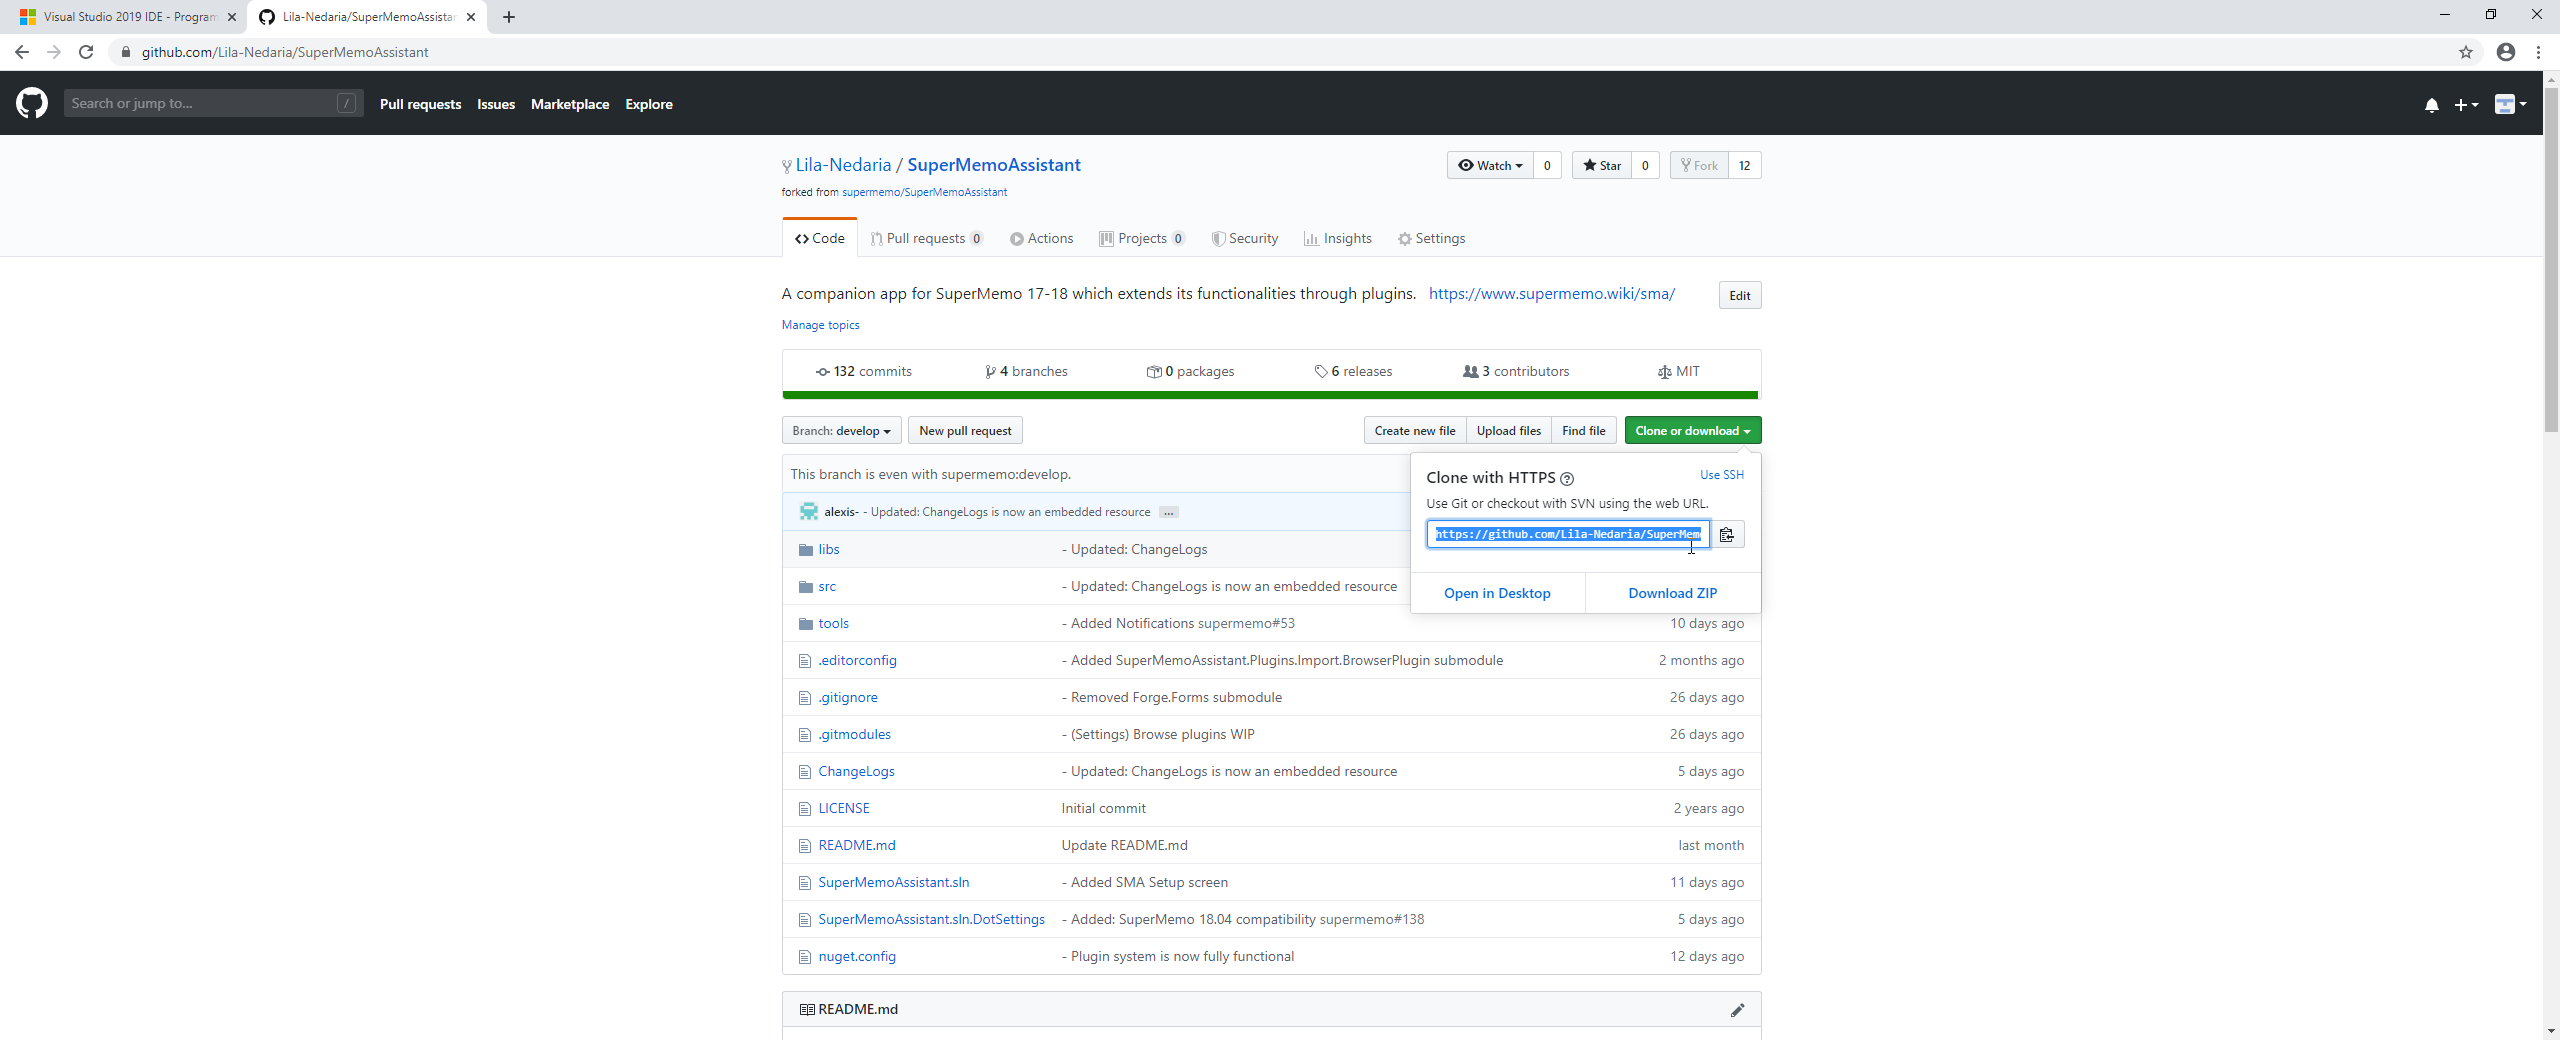 Visual Studio 2019 IDE - Program
Lila-Nedaria/SuperMemoAssistan
github.com/Lila-Nedaria/SuperMemoAssistant
Search or jump to... /
Pull requests Issues Marketplace Explore
Lila-Nedaria / SuperMemoAssistant
Watch 0 Star 0 Fork 12
forked from supermemo/SuperMemoAssistant
Code Pull requests 0 Actions Projects 0 Security Insights Settings
A companion app for SuperMemo 17-18 which extends its functionalities through plugins. https://www.supermemo.wiki/sma/ Edit
Manage topics
132 commits 4 branches 0 packages 6 releases 3 contributors MIT
Branch: develop New pull request Create new file Upload files Find file Clone or download
This branch is even with supermemo:develop.
Clone with HTTPS Use SSH
Use Git or checkout with SVN using the web URL.
https://github.com/Lila-Nedaria/SuperMem
Open in Desktop Download ZIP
alexis- - Updated: ChangeLogs is now an embedded resource ...
libs - Updated: ChangeLogs
src - Updated: ChangeLogs is now an embedded resource
tools - Added Notifications supermemo#53 10 days ago
.editorconfig - Added SuperMemoAssistant.Plugins.Import.BrowserPlugin submodule 2 months ago
.gitignore - Removed Forge.Forms submodule 26 days ago
.gitmodules - (Settings) Browse plugins WIP 26 days ago
ChangeLogs - Updated: ChangeLogs is now an embedded resource 5 days ago
LICENSE Initial commit 2 years ago
README.md Update README.md last month
SuperMemoAssistant.sln - Added SMA Setup screen 11 days ago
SuperMemoAssistant.sln.DotSettings - Added: SuperMemo 18.04 compatibility supermemo#138 5 days ago
nuget.config - Plugin system is now fully functional 12 days ago
README.md